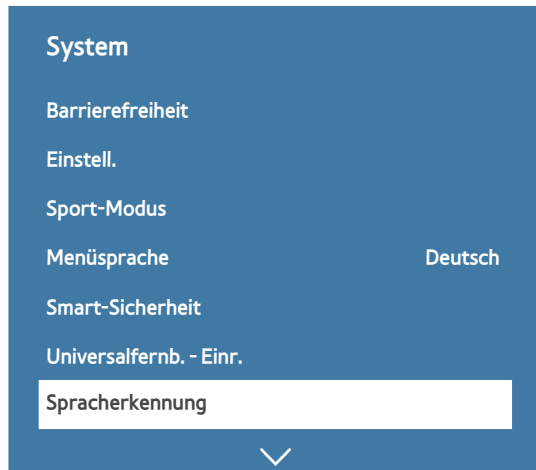 System
Barrierefreiheit
Einstell.
Sport-Modus
Menüsprache Deutsch
Smart-Sicherheit
Universalfernb. - Einr.
Spracherkennung